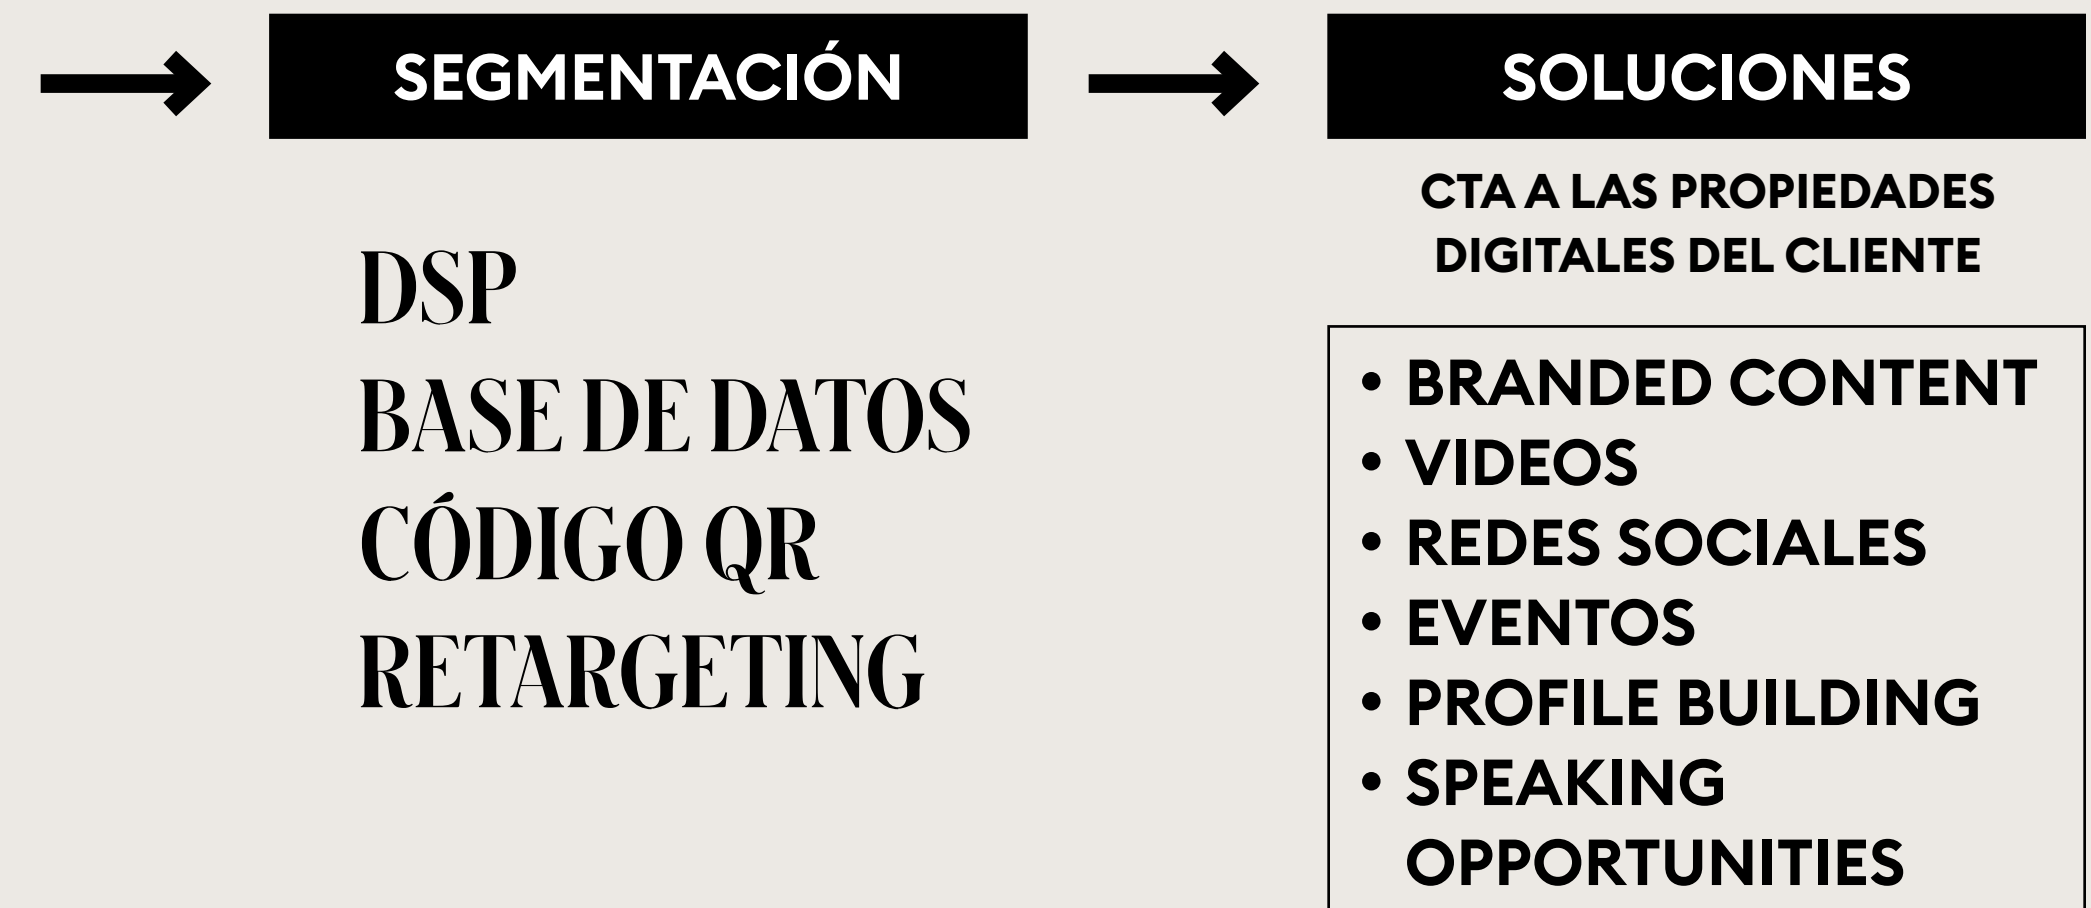 SEGMENTACIÓN
DSP
BASE DE DATOS
CÓDIGO QR
RETARGETING
SOLUCIONES
CTA A LAS PROPIEDADES
DIGITALES DEL CLIENTE
• BRANDED CONTENT
• VIDEOS
• REDES SOCIALES
• EVENTOS
• PROFILE BUILDING
• SPEAKING
OPPORTUNITIES